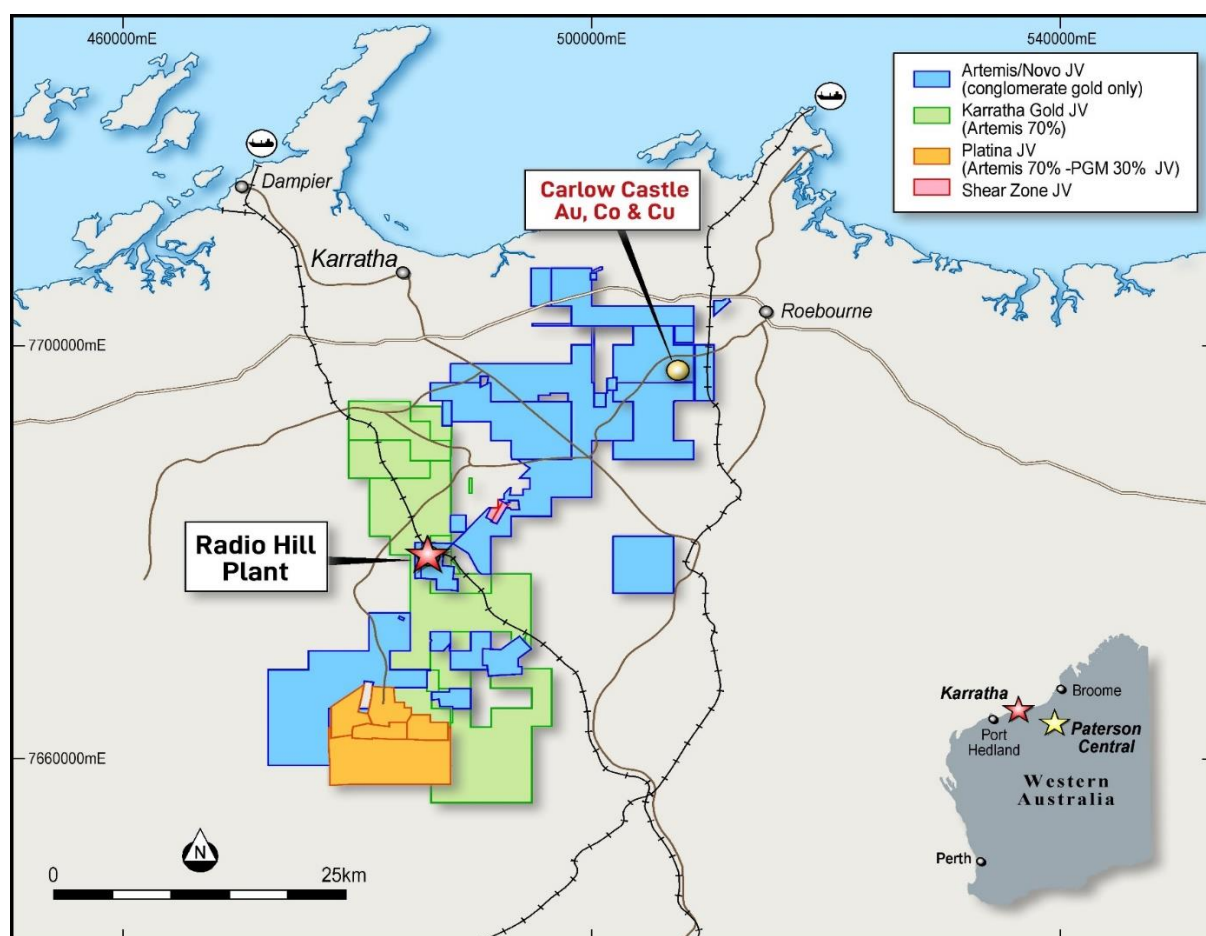 460000mE
500000mE
540000mE
Artemis/Novo JV
(conglomerate gold only)
Karratha Gold JV
(Artemis 70%)
Platina JV
(Artemis 70% -PGM 30% JV)
Shear Zone JV
Dampier
Carlow Castle
Au, Co & Cu
Karratha
Roebourne
7700000mE
Radio Hill
Plant
Karratha
Broome
Port
Hedland
Paterson
Central
7660000mE
Western
Australia
N
Perth
0
25km